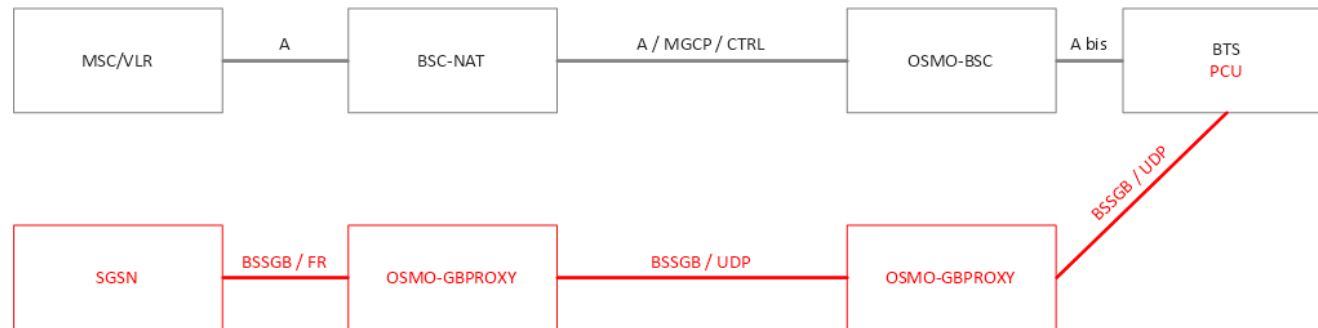 MSC/VLR
A
BSC-NAT
A / MGCP / CTRL
OSMO-BSC
A bis
BTS
PCU
BSSGB / UDP
SGSN
BSSGB / FR
OSMO-GBPROXY
BSSGB / UDP
OSMO-GBPROXY